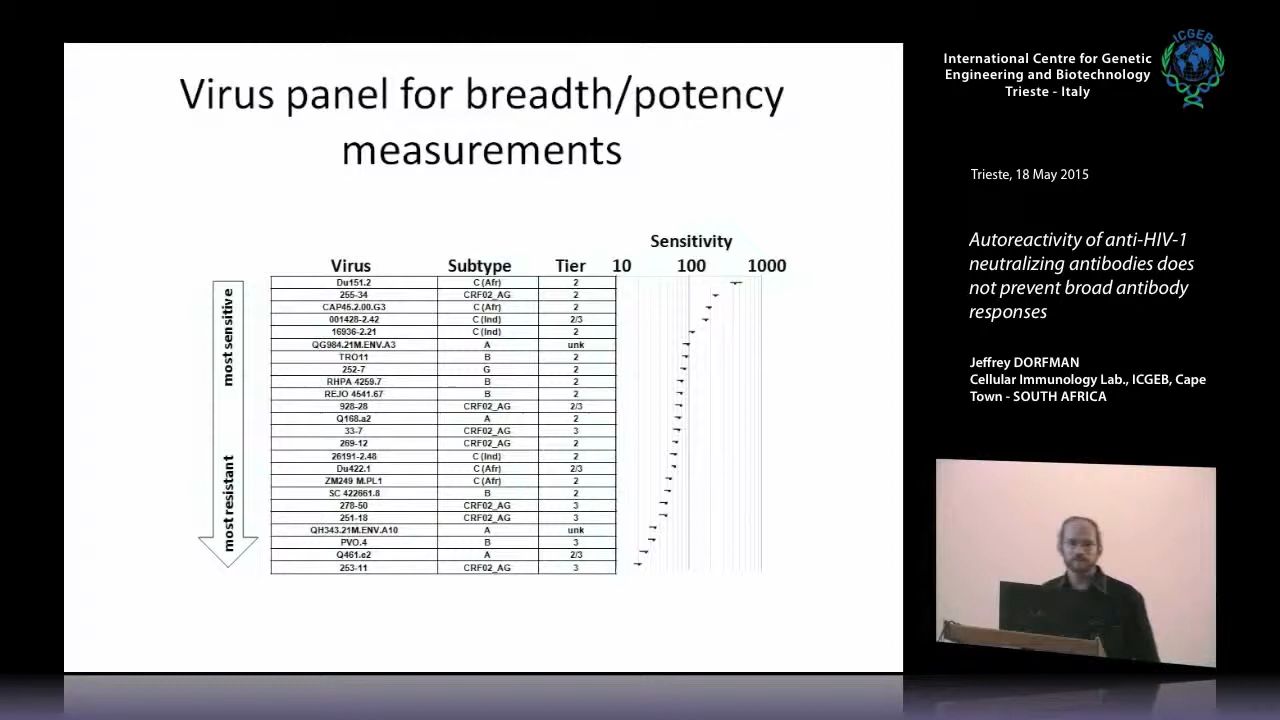 Virus panel for breadth/potency
measurements
Sensitivity
Virus Subtype Tier 10 100 1000
Du151.2 C (Afr) 2
255-34 CRF02_AG 2
CAP45.2.00.G3 C (Afr) 2
001428-2.42 C (Ind) 2/3
16936-2.21 C (Ind) 2
QG984.21M.ENV.A3 A unk
TRO11 B 2
252-7 G 2
RHPA 4259.7 B 2
REJO 4541.67 B 2
928-28 CRF02_AG 2/3
Q168.a2 A 2
33-7 CRF02_AG 3
269-12 CRF02_AG 2
26191-2.48 C (Ind) 2
Du422.1 C (Afr) 2/3
ZM249 M.PL1 C (Afr) 2
SC 422661.8 B 2
278-50 CRF02_AG 3
251-18 CRF02_AG 3
QH343.21M.ENV.A10 A unk
PVO.4 B 3
Q461.e2 A 2/3
253-11 CRF02_AG 3
most sensitive
most resistant
ICGEB
International Centre for Genetic
Engineering and Biotechnology
Trieste - Italy
Trieste, 18 May 2015
Autoreactivity of anti-HIV-1
neutralizing antibodies does
not prevent broad antibody
responses
Jeffrey DORFMAN
Cellular Immunology Lab., ICGEB, Cape
Town - SOUTH AFRICA